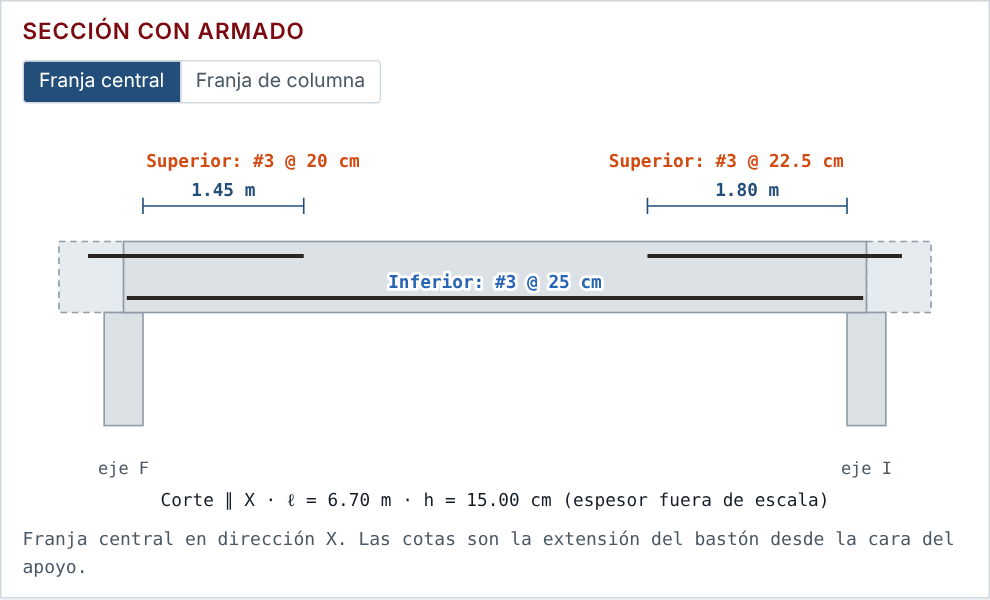 SECCIÓN CON ARMADO
Franja central Franja de columna
Superior: #3 @ 20 cm Superior: #3 @ 22.5 cm
1.45 m 1.80 m
Inferior: #3 @ 25 cm
eje F eje I
Corte ∥ X · ℓ = 6.70 m · h = 15.00 cm (espesor fuera de escala)
Franja central en dirección X. Las cotas son la extensión del bastón desde la cara del
apoyo.